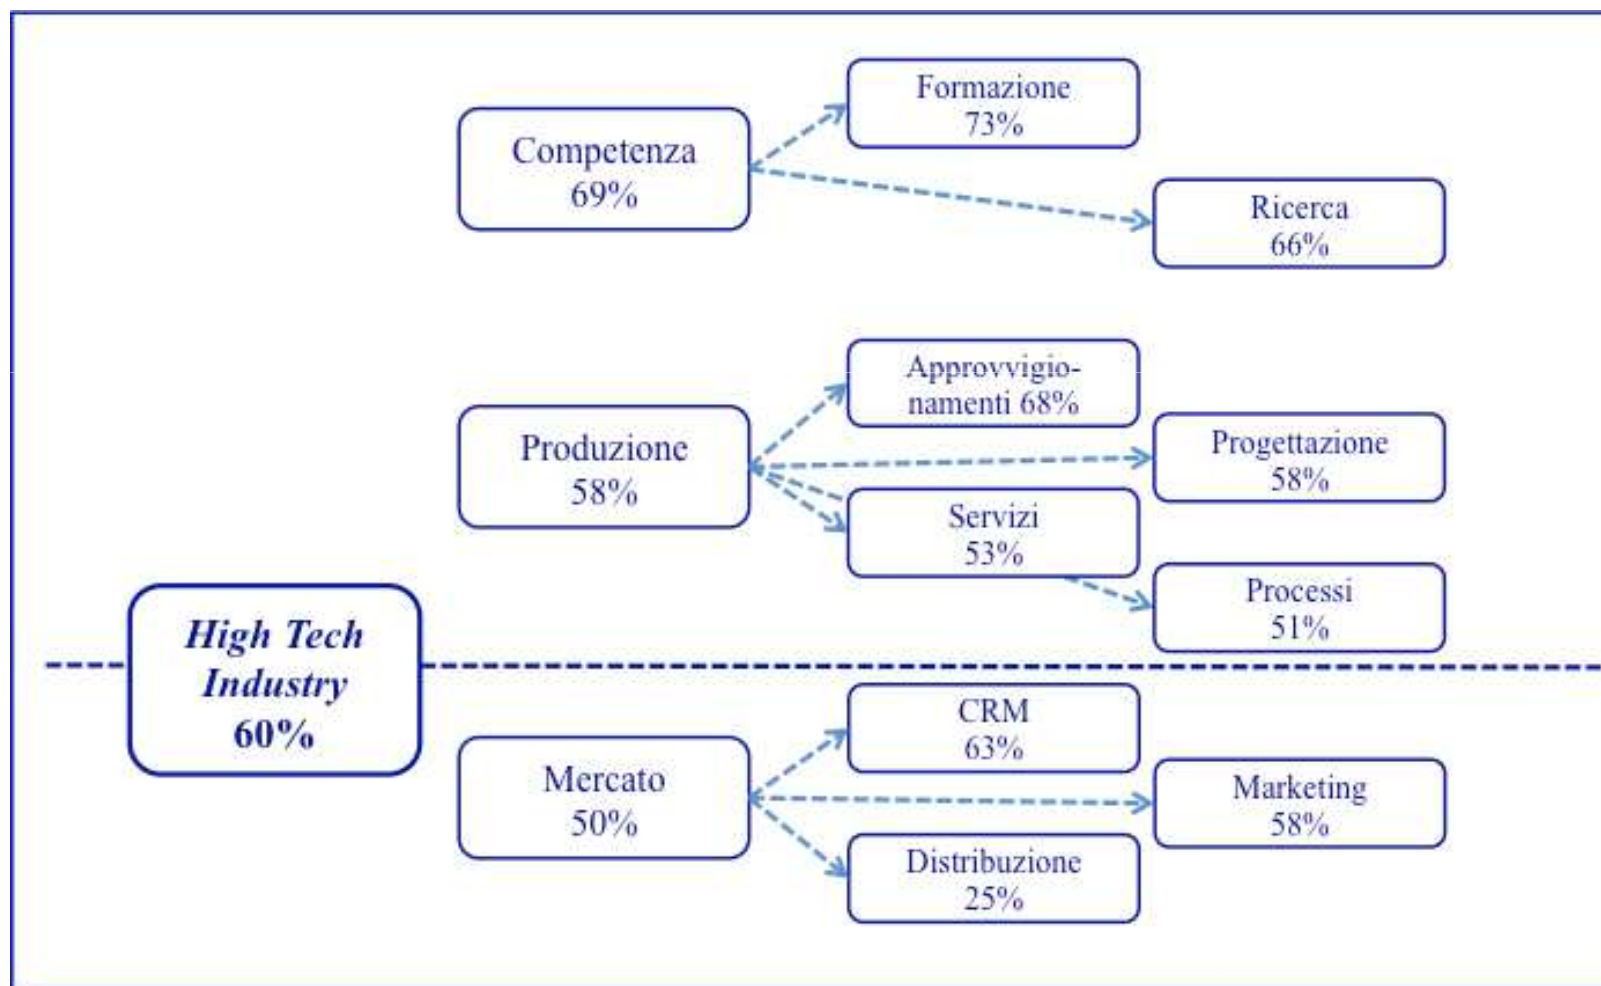 Formazione
73%
Competenza
69%
Ricerca
66%
Approvvigio-
namenti 68%
Produzione
58%
Progettazione
58%
Servizi
53%
Processi
51%
High Tech
Industry
60%
CRM
63%
Mercato
50%
Marketing
58%
Distribuzione
25%